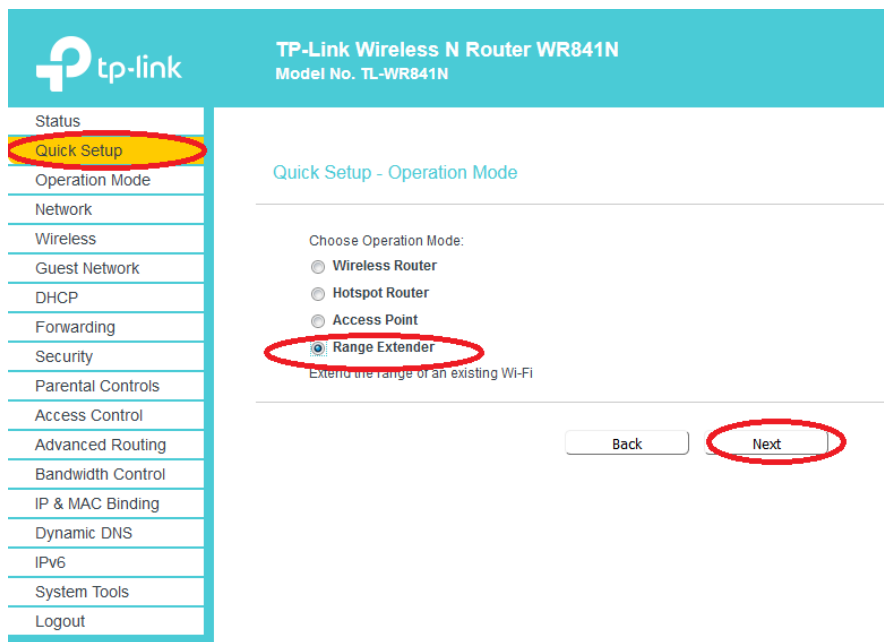 tp-link
TP-Link Wireless N Router WR841N
Model No. TL-WR841N
Status
Quick Setup
Operation Mode
Network
Wireless
Guest Network
DHCP
Forwarding
Security
Parental Controls
Access Control
Advanced Routing
Bandwidth Control
IP & MAC Binding
Dynamic DNS
IPv6
System Tools
Logout
Quick Setup - Operation Mode
Choose Operation Mode:
Wireless Router
Hotspot Router
Access Point
Range Extender
Extend the range of an existing Wi-Fi
Back Next